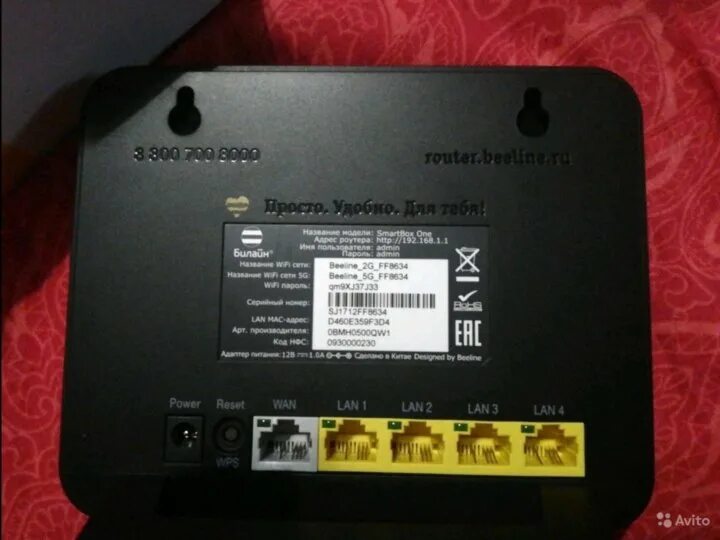 8 800 700 8000
router.beeline.ru
Просто. Удобно. Для тебя!
Билайн®
Название модели: SmartBox One
Адрес роутера: http://192.168.1.1
Имя пользователя: admin
Пароль: admin
Название WiFi сети: Beeline_2G_FF8634
Название WiFi сети 5G: Beeline_5G_FF8634
WiFi пароль: qm9XJ37J33
Серийный номер: SJ1712FF8634
LAN MAC-адрес: D460E359F3D4
Арт. производителя: 0BMH0500QW1
Код НФС: 0930000230
RoHS
EAC
Адаптер питания: 12В 1.0А Сделано в Китае Designed by Beeline
Power Reset WAN LAN 1 LAN 2 LAN 3 LAN 4
WPS
Avito